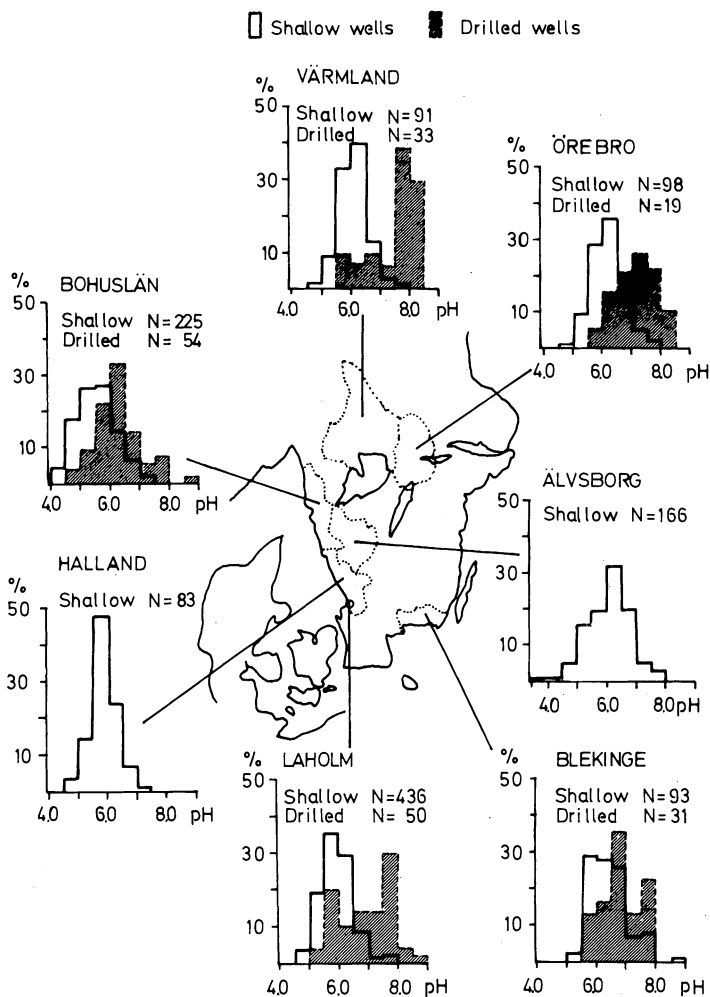 Shallow wells Drilled wells
VÄRMLAND
%
50
30
10
Shallow N=91
Drilled N=33
4.0 6.0 8.0 pH
ÖREBRO
%
50
30
10
Shallow N=98
Drilled N=19
4.0 6.0 8.0 pH
BOHUSLÄN
%
50
30
10
Shallow N=225
Drilled N= 54
4.0 6.0 8.0 pH
ÄLVSBORG
50
30
10
Shallow N=166
4.0 6.0 8.0 pH
HALLAND
%
50
30
10
Shallow N=83
4.0 6.0 8.0 pH
LAHOLM
%
50
30
10
Shallow N=436
Drilled N= 50
4.0 6.0 8.0 pH
BLEKINGE
%
50
30
10
Shallow N=93
Drilled N=31
4.0 6.0 8.0 pH